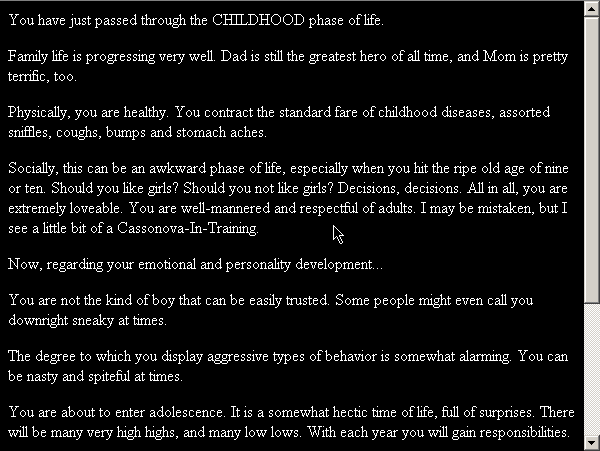 You have just passed through the CHILDHOOD phase of life.
Family life is progressing very well. Dad is still the greatest hero of all time, and Mom is pretty
terrific, too.
Physically, you are healthy. You contract the standard fare of childhood diseases, assorted
sniffles, coughs, bumps and stomach aches.
Socially, this can be an awkward phase of life, especially when you hit the ripe old age of nine
or ten. Should you like girls? Should you not like girls? Decisions, decisions. All in all, you are
extremely loveable. You are well-mannered and respectful of adults. I may be mistaken, but I
see a little bit of a Cassonova-In-Training.
Now, regarding your emotional and personality development...
You are not the kind of boy that can be easily trusted. Some people might even call you
downright sneaky at times.
The degree to which you display aggressive types of behavior is somewhat alarming. You can
be nasty and spiteful at times.
You are about to enter adolescence. It is a somewhat hectic time of life, full of surprises. There
will be many very high highs, and many low lows. With each year you will gain responsibilities.